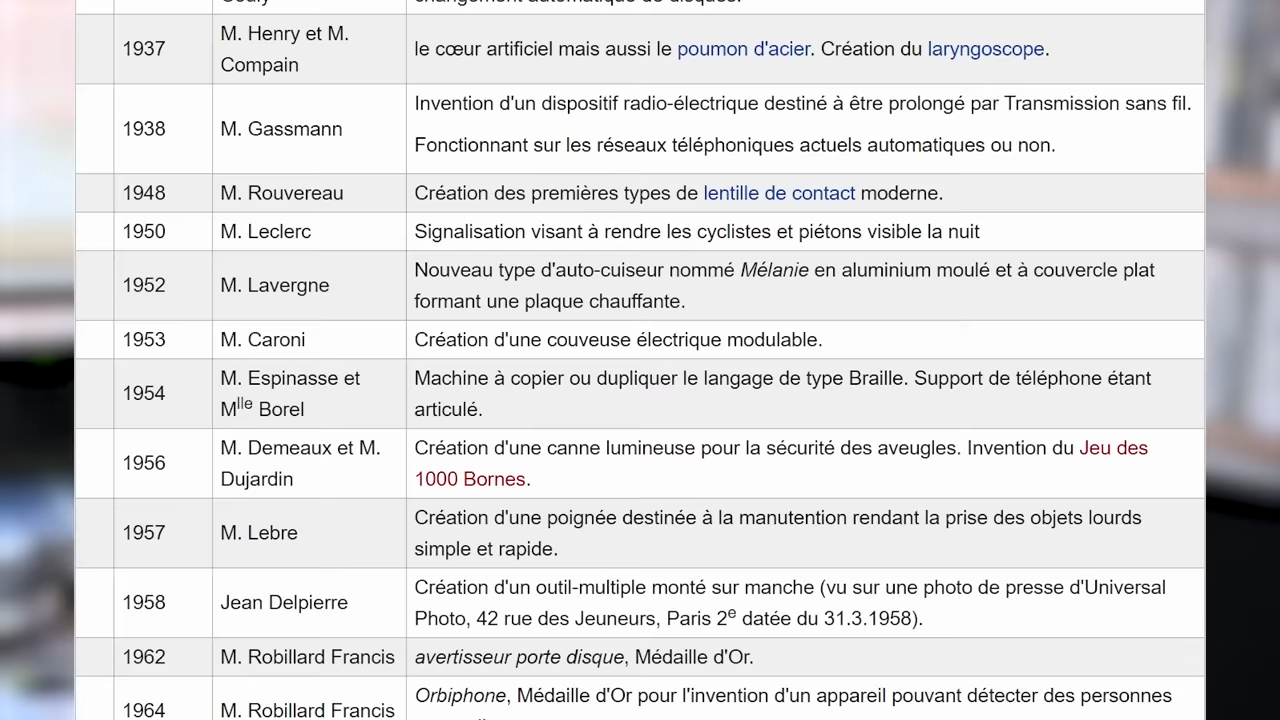 changement automatique de disques.
1937
M. Henry et M.
Compain
le cœur artificiel mais aussi le poumon d'acier. Création du laryngoscope.
1938
M. Gassmann
Invention d'un dispositif radio-électrique destiné à être prolongé par Transmission sans fil.
Fonctionnant sur les réseaux téléphoniques actuels automatiques ou non.
1948
M. Rouvereau
Création des premières types de lentille de contact moderne.
1950
M. Leclerc
Signalisation visant à rendre les cyclistes et piétons visible la nuit
1952
M. Lavergne
Nouveau type d'auto-cuiseur nommé Mélanie en aluminium moulé et à couvercle plat
formant une plaque chauffante.
1953
M. Caroni
Création d'une couveuse électrique modulable.
1954
M. Espinasse et
Mlle Borel
Machine à copier ou dupliquer le langage de type Braille. Support de téléphone étant
articulé.
1956
M. Demeaux et M.
Dujardin
Création d'une canne lumineuse pour la sécurité des aveugles. Invention du Jeu des
1000 Bornes.
1957
M. Lebre
Création d'une poignée destinée à la manutention rendant la prise des objets lourds
simple et rapide.
1958
Jean Delpierre
Création d'un outil-multiple monté sur manche (vu sur une photo de presse d'Universal
Photo, 42 rue des Jeuneurs, Paris 2e datée du 31.3.1958).
1962
M. Robillard Francis
avertisseur porte disque, Médaille d'Or.
1964
M. Robillard Francis
Orbiphone, Médaille d'Or pour l'invention d'un appareil pouvant détecter des personnes